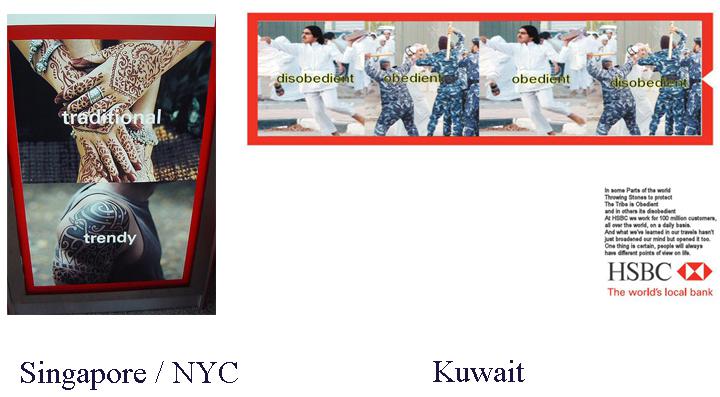 traditional
trendy
disobedient obedient obedient disobedient
In some Parts of the world
Throwing Stones to protect
The Tribe is Obedient
and in others its disobedient
At HSBC we work for 100 million customers,
all over the world, on a daily basis.
And what we've learned in our travels hasn't
just broadened our mind but opened it too.
One thing is certain, people will always
have different points of view on life.
HSBC
The world's local bank
Singapore / NYC
Kuwait